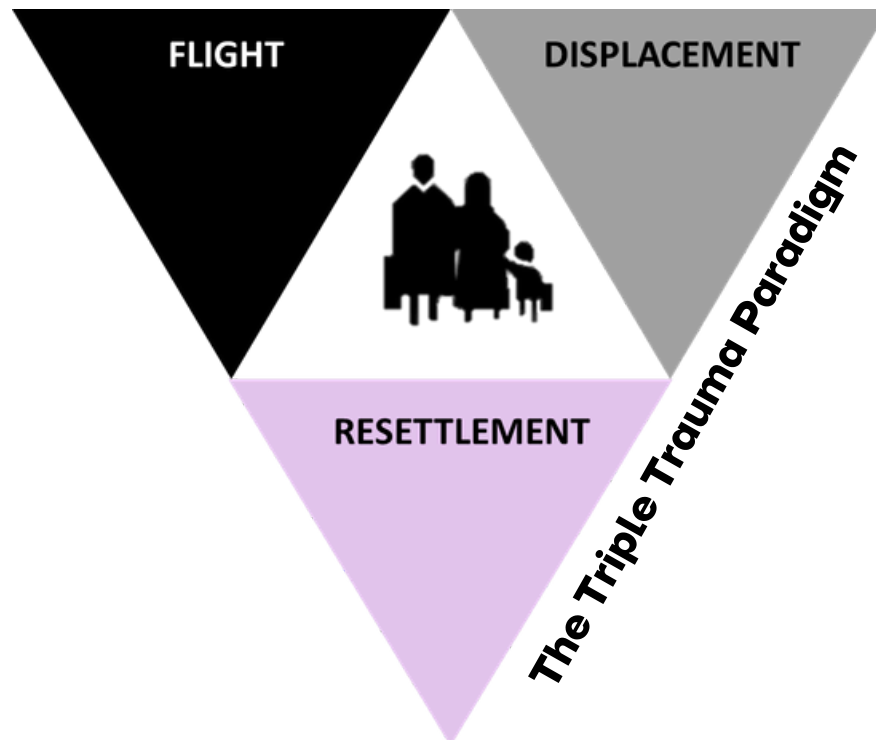 FLIGHT
DISPLACEMENT
RESETTLEMENT
The Triple Trauma Paradigm